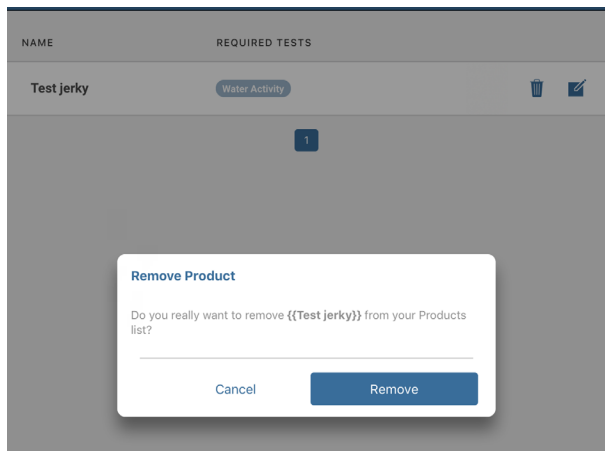 NAME REQUIRED TESTS
Test jerky Water Activity
1
Remove Product
Do you really want to remove {{Test jerky}} from your Products
list?
Cancel Remove